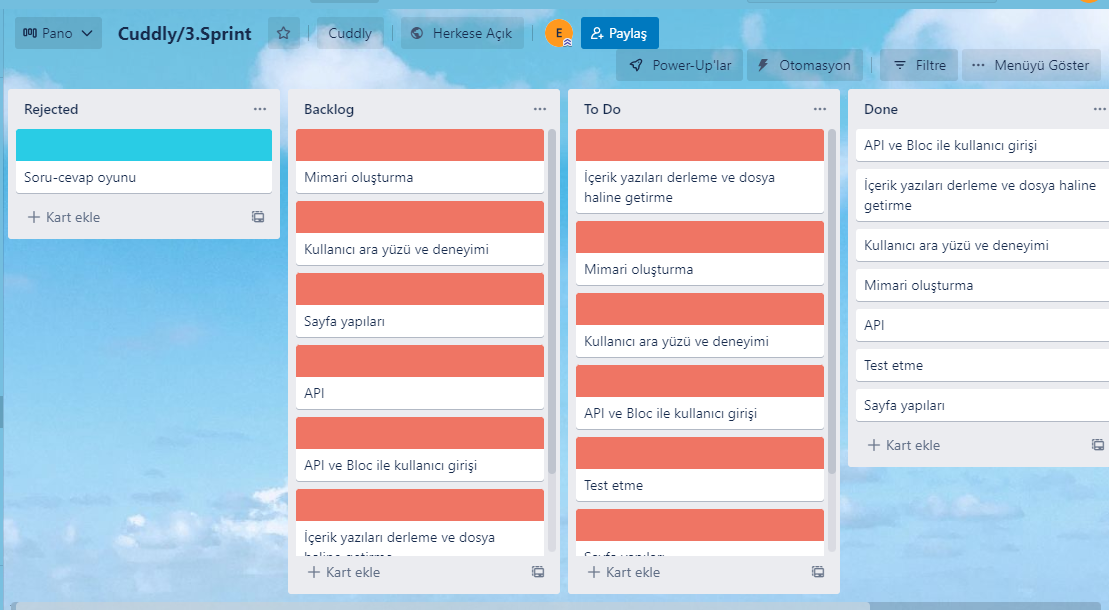 Pano
Cuddly/3.Sprint
Cuddly
Herkese Açık
E
Paylaş
Power-Up'lar
Otomasyon
Filtre
Menüyü Göster
Rejected
Soru-cevap oyunu
Kart ekle
Backlog
Mimari oluşturma
Kullanıcı ara yüzü ve deneyimi
Sayfa yapıları
API
API ve Bloc ile kullanıcı girişi
İçerik yazıları derleme ve dosya
haline getirme
Kart ekle
To Do
İçerik yazıları derleme ve dosya
haline getirme
Mimari oluşturma
Kullanıcı ara yüzü ve deneyimi
API ve Bloc ile kullanıcı girişi
Test etme
Sayfa yapıları
Kart ekle
Done
API ve Bloc ile kullanıcı girişi
İçerik yazıları derleme ve dosya haline
getirme
Kullanıcı ara yüzü ve deneyimi
Mimari oluşturma
API
Test etme
Sayfa yapıları
Kart ekle